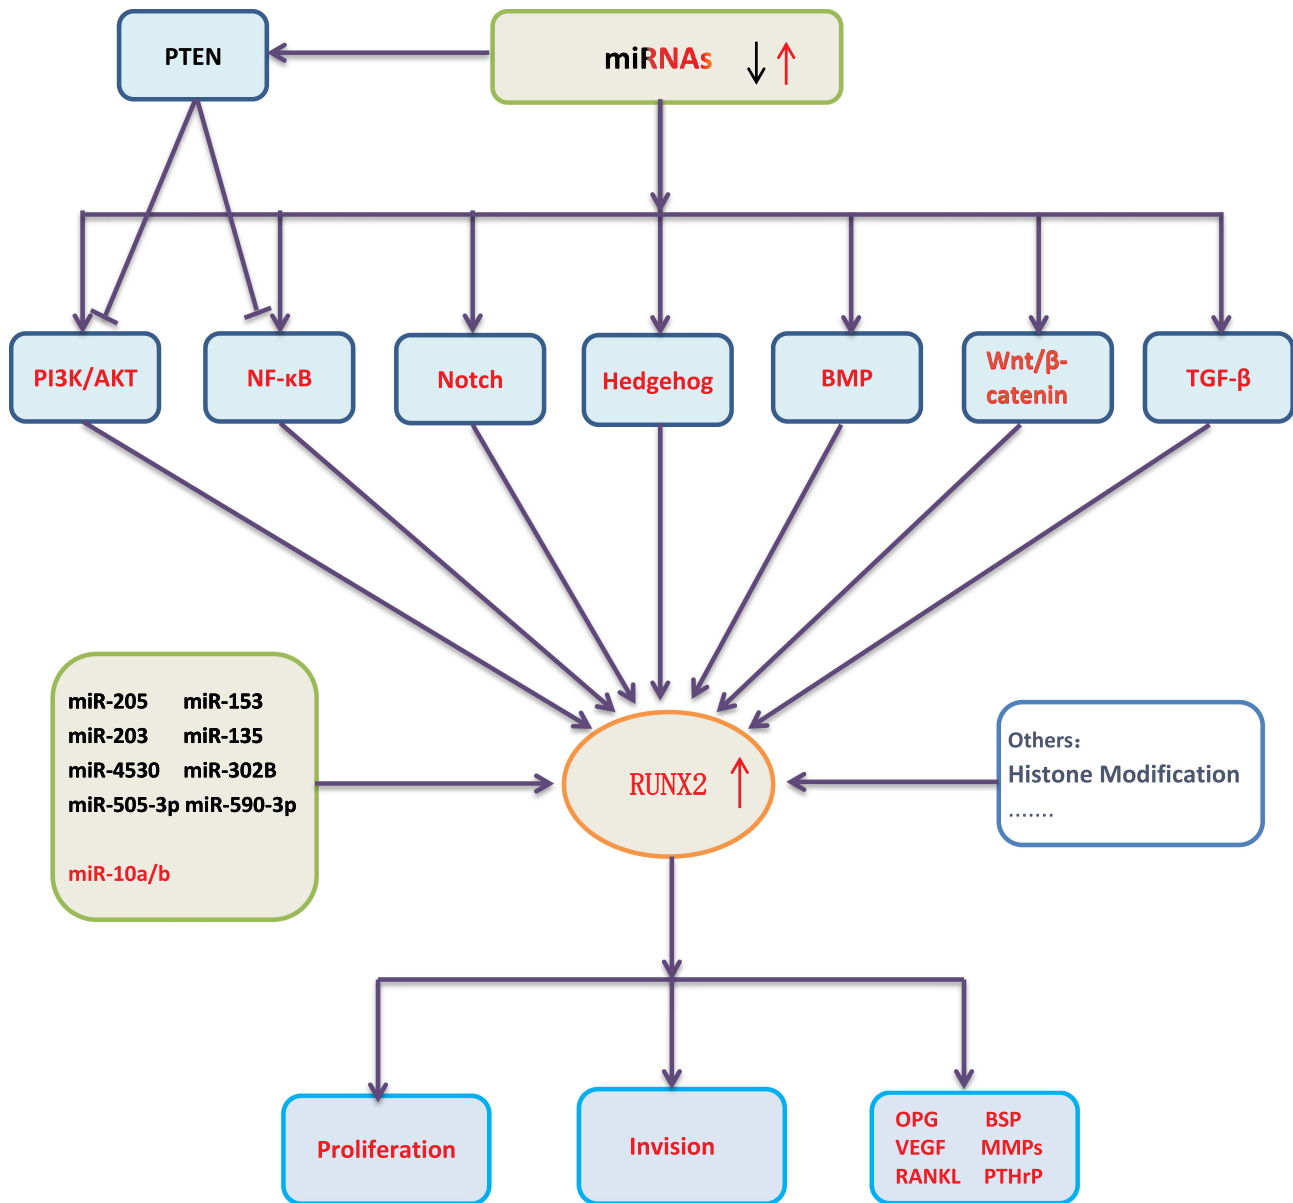 PTEN
miRNAs
PI3K/AKT
NF-κB
Notch
Hedgehog
BMP
Wnt/β-
catenin
TGF-β
miR-205 miR-153
miR-203 miR-135
miR-4530 miR-302B
miR-505-3p miR-590-3p
miR-10a/b
RUNX2
Others:
Histone Modification
.......
Proliferation
Invision
OPG BSP
VEGF MMPs
RANKL PTHrP